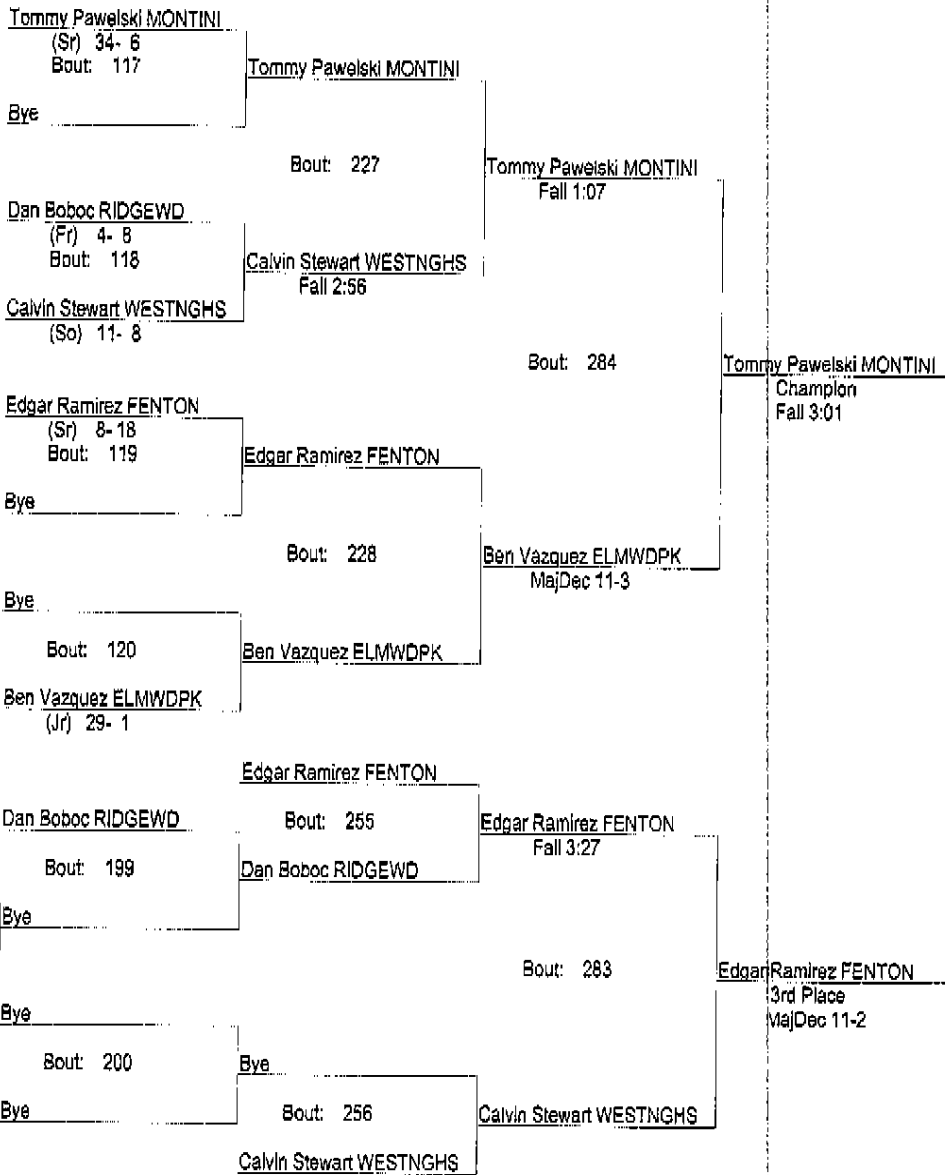 Tommy Pawelski MONTINI
(Sr) 34- 6
Bout: 117
Tommy Pawelski MONTINI
Bye
Bout: 227
Tommy Pawelski MONTINI
Fall 1:07
Dan Boboc RIDGEWD
(Fr) 4- 8
Bout: 118
Calvin Stewart WESTNGHS
Fall 2:56
Calvin Stewart WESTNGHS
(So) 11- 8
Bout: 284
Tommy Pawelski MONTINI
Champion
Fall 3:01
Edgar Ramirez FENTON
(Sr) 8- 18
Bout: 119
Edgar Ramirez FENTON
Bye
Bout: 228
Ben Vazquez ELMWDPK
MajDec 11-3
Bye
Bout: 120
Ben Vazquez ELMWDPK
Ben Vazquez ELMWDPK
(Jr) 29- 1
Edgar Ramirez FENTON
Dan Boboc RIDGEWD
Bout: 255
Edgar Ramirez FENTON
Fall 3:27
Bout: 199
Dan Boboc RIDGEWD
Bye
Bout: 283
Edgar Ramirez FENTON
3rd Place
MajDec 11-2
Bye
Bout: 200
Bye
Bye
Bout: 256
Calvin Stewart WESTNGHS
Calvin Stewart WESTNGHS